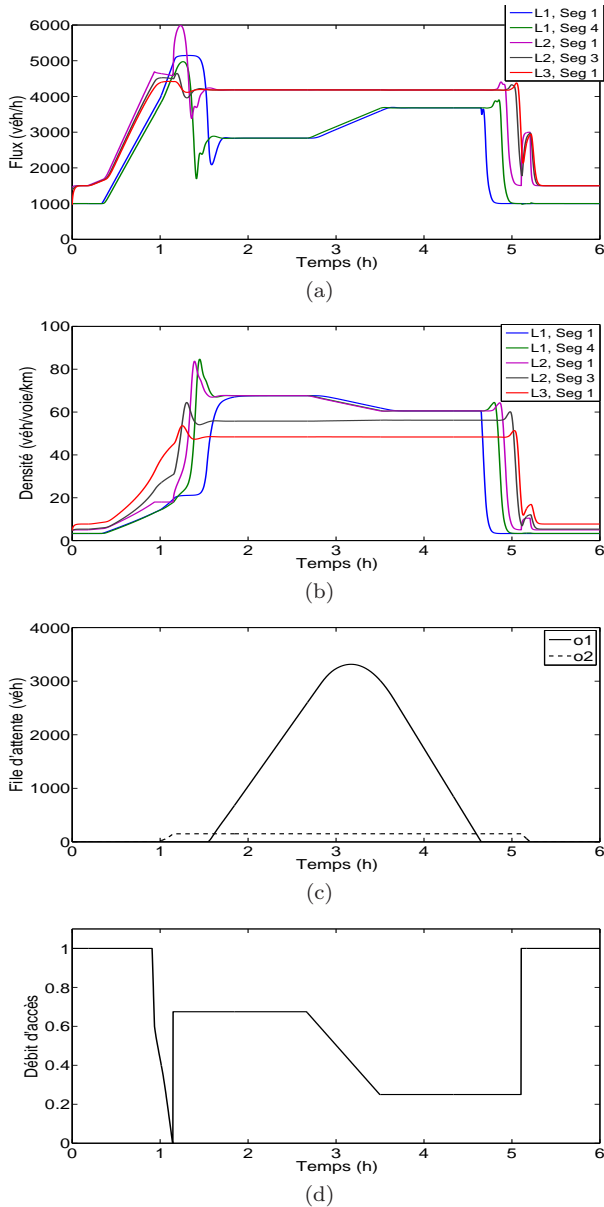 6000
5000
4000
3000
2000
1000
0
Flux (véh/h)
L1, Seg 1
L1, Seg 4
L2, Seg 1
L2, Seg 3
L3, Seg 1
0 1 2 3 4 5 6
Temps (h)
(a)
100
80
60
40
20
0
Densité (véh/voie/km)
L1, Seg 1
L1, Seg 4
L2, Seg 1
L2, Seg 3
L3, Seg 1
0 1 2 3 4 5 6
Temps (h)
(b)
4000
3000
2000
1000
0
File d'attente (véh)
o1
o2
0 1 2 3 4 5 6
Temps (h)
(c)
1
0.8
0.6
0.4
0.2
0
Débit d'accès
0 1 2 3 4 5 6
Temps (h)
(d)